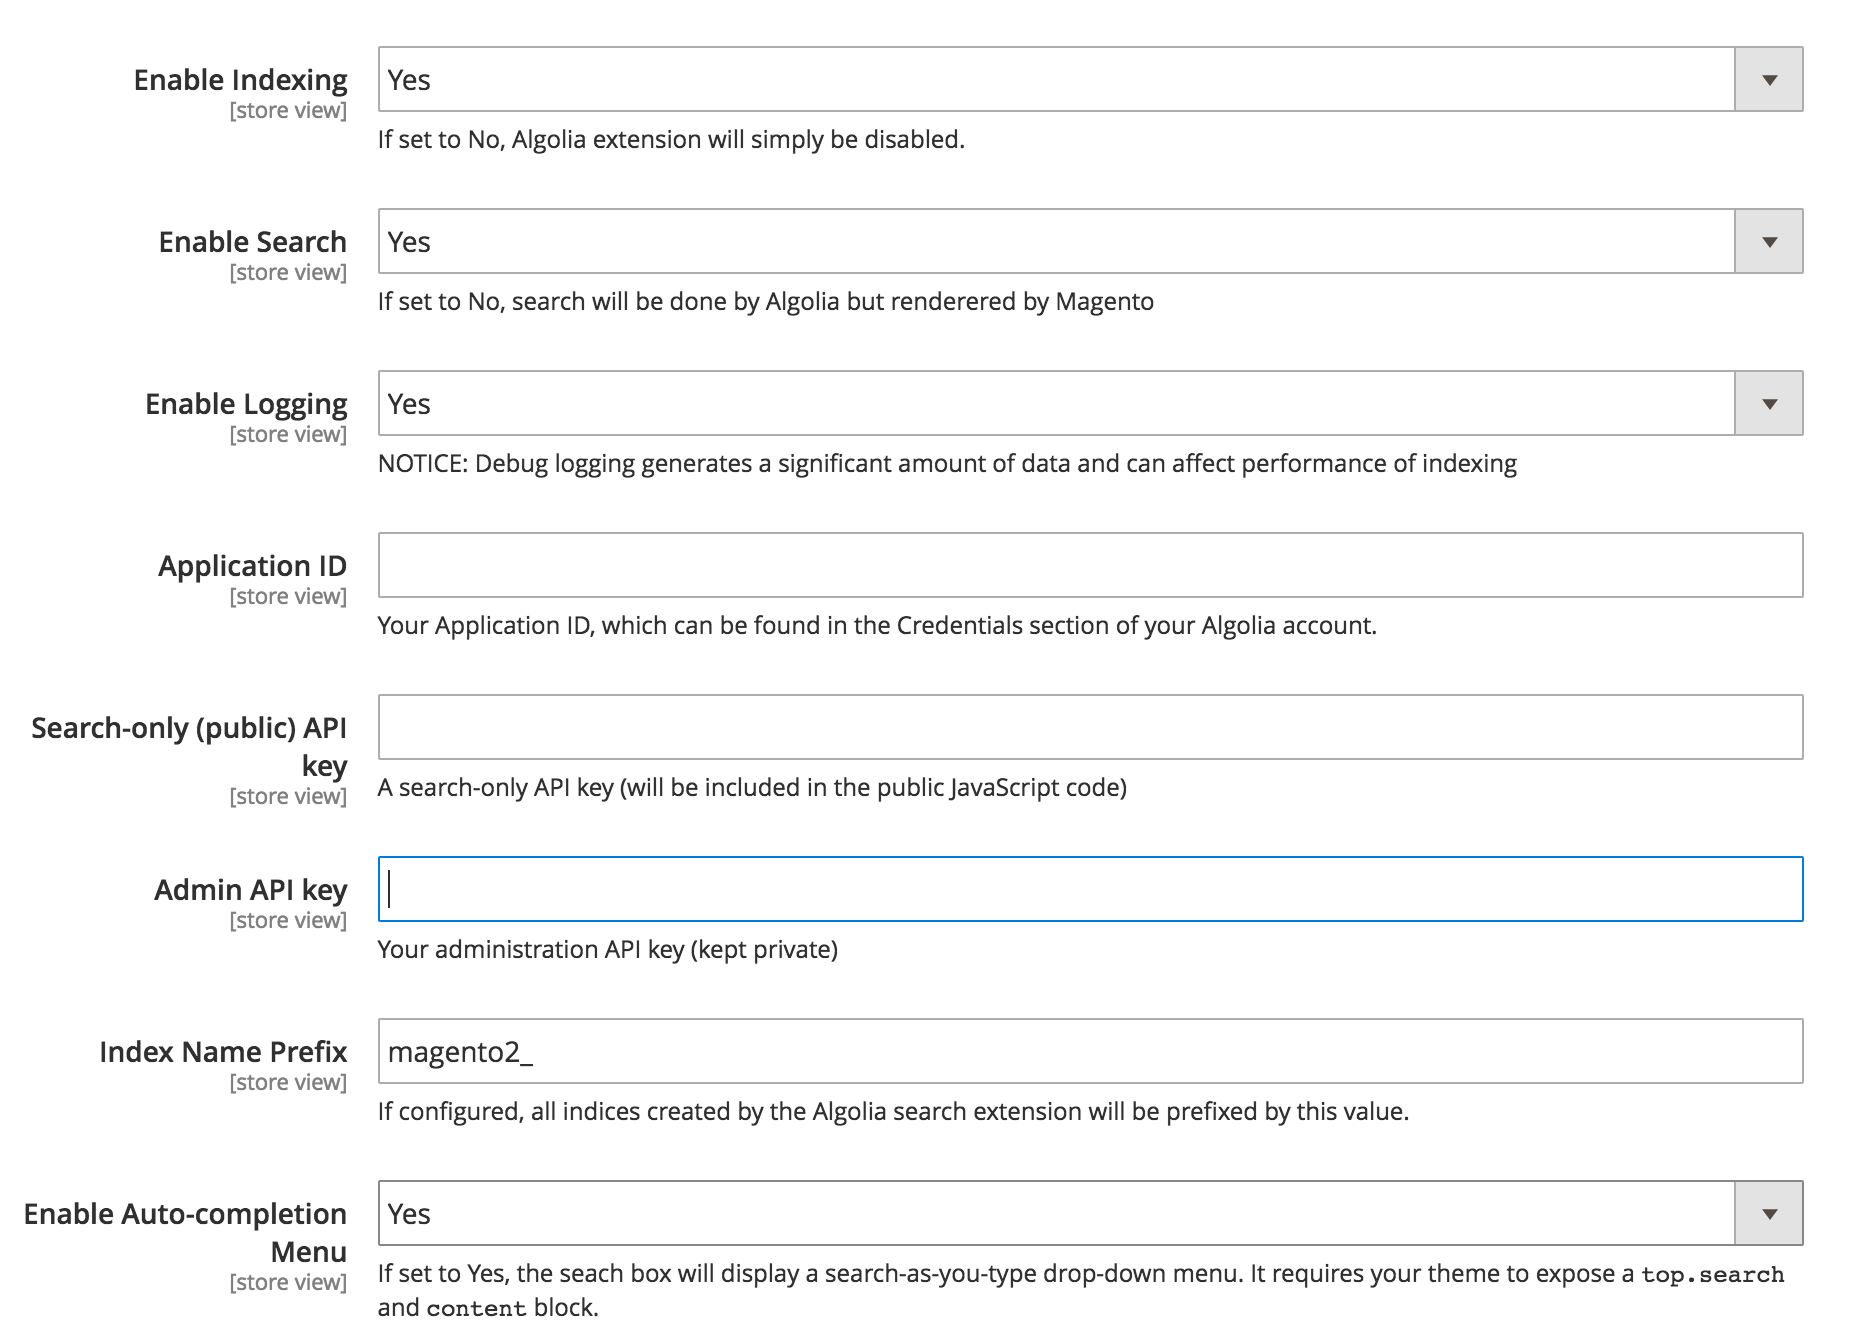 Enable Indexing
[store view]
Yes
If set to No, Algolia extension will simply be disabled.
Enable Search
[store view]
Yes
If set to No, search will be done by Algolia but renderered by Magento
Enable Logging
[store view]
Yes
NOTICE: Debug logging generates a significant amount of data and can affect performance of indexing
Application ID
[store view]
Your Application ID, which can be found in the Credentials section of your Algolia account.
Search-only (public) API
key
[store view]
A search-only API key (will be included in the public JavaScript code)
Admin API key
[store view]
Your administration API key (kept private)
Index Name Prefix
[store view]
magento2_
If configured, all indices created by the Algolia search extension will be prefixed by this value.
Enable Auto-completion
Menu
[store view]
Yes
If set to Yes, the seach box will display a search-as-you-type drop-down menu. It requires your theme to expose a top.search
and content block.